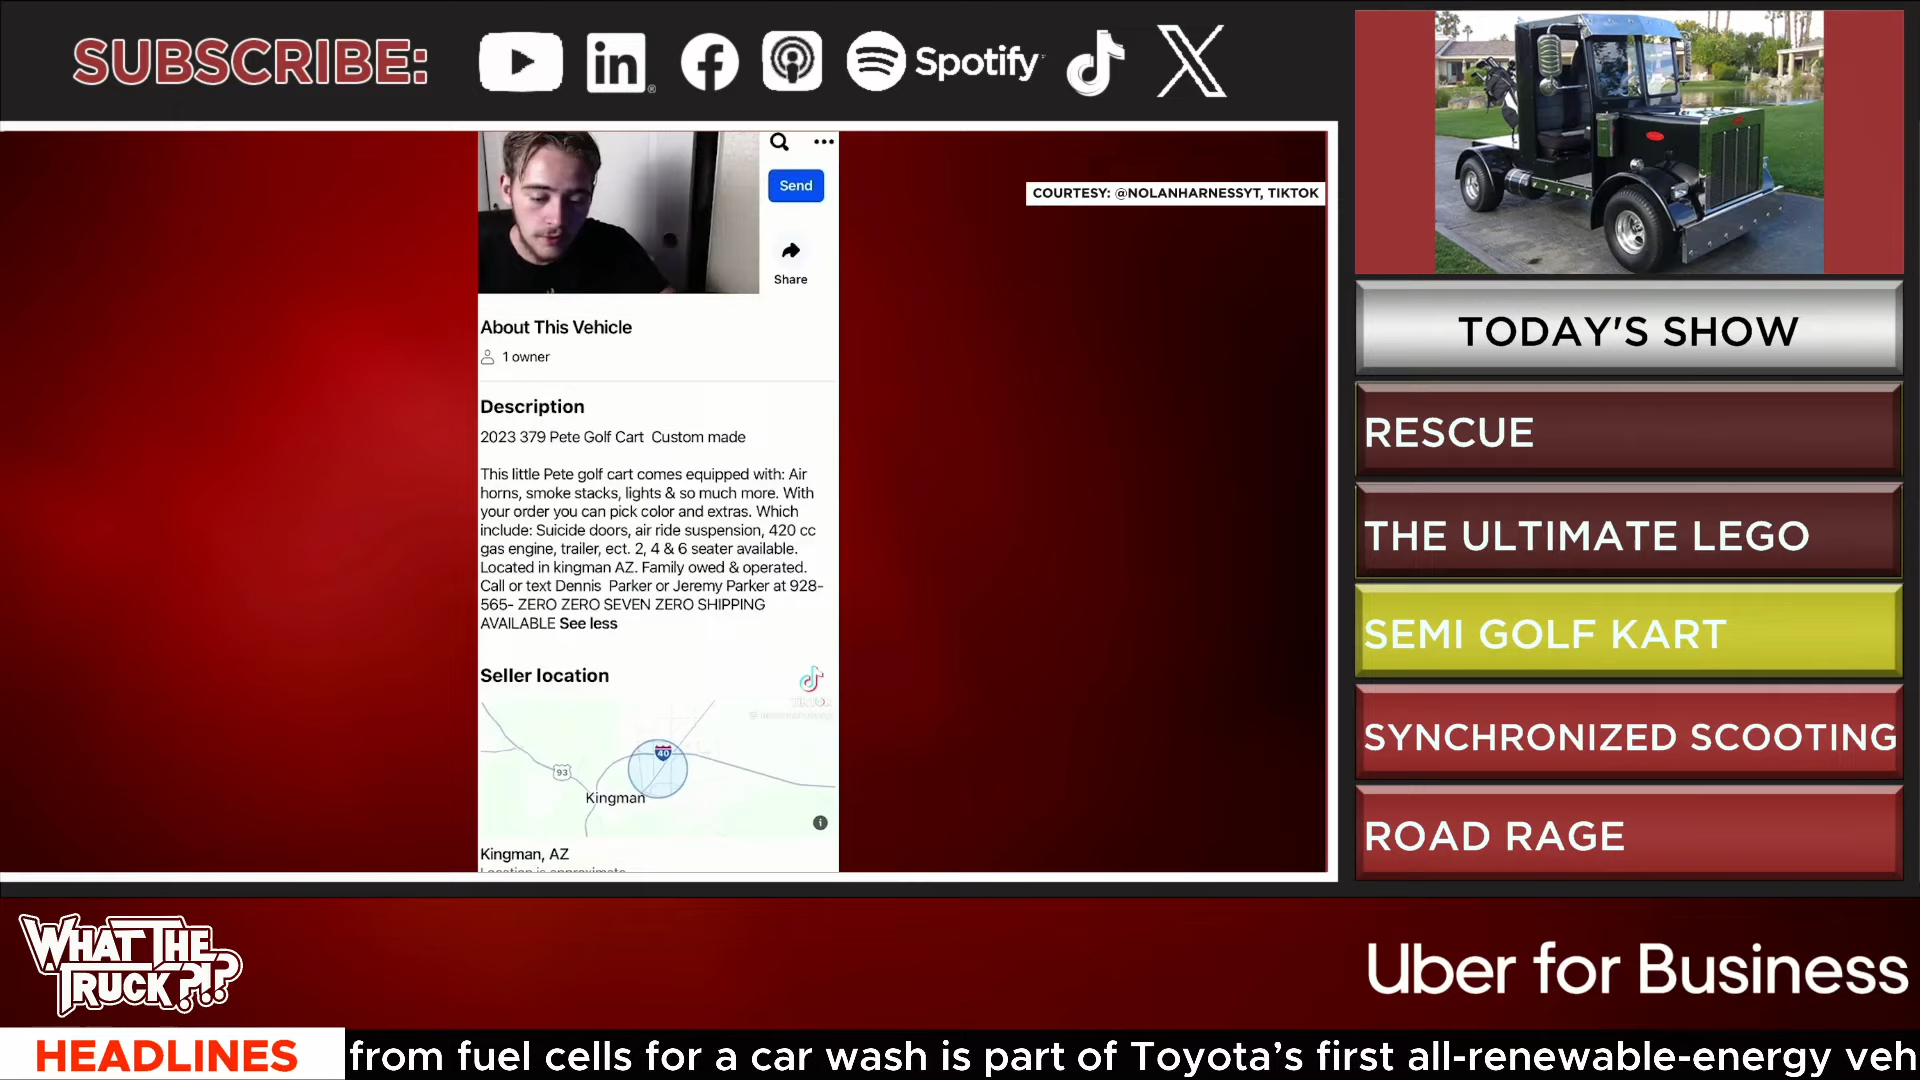 SUBSCRIBE:
in
Spotify
COURTESY: @NOLANHARNESSYT, TIKTOK
Send
Share
About This Vehicle
1 owner
Description
2023 379 Pete Golf Cart Custom made
This little Pete golf cart comes equipped with: Air
horns, smoke stacks, lights & so much more. With
your order you can pick color and extras. Which
include: Suicide doors, air ride suspension, 420 cc
gas engine, trailer, ect. 2, 4 & 6 seater available.
Located in kingman AZ. Family owed & operated.
Call or text Dennis Parker or Jeremy Parker at 928-
565- ZERO ZERO SEVEN ZERO SHIPPING
AVAILABLE See less
Seller location
TIKTOK
40
93
Kingman
Kingman, AZ
Location is approximate
TODAY'S SHOW
RESCUE
THE ULTIMATE LEGO
SEMI GOLF KART
SYNCHRONIZED SCOOTING
ROAD RAGE
WHAT THE
TRUCK?!?
Uber for Business
HEADLINES
from fuel cells for a car wash is part of Toyota's first all-renewable-energy veh